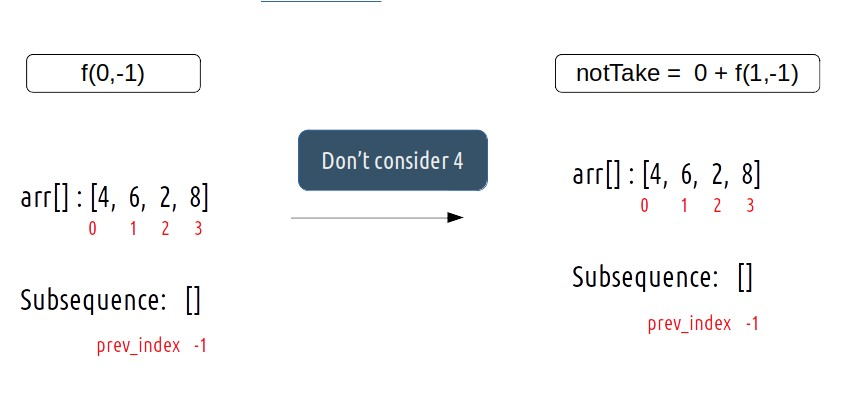 f(0,-1)
notTake =  0 + f(1,-1)
Don't consider 4
arr[] : [4, 6, 2, 8]
0 1 2 3
Subsequence: []
prev_index -1
arr[] : [4, 6, 2, 8]
0 1 2 3
Subsequence: []
prev_index -1